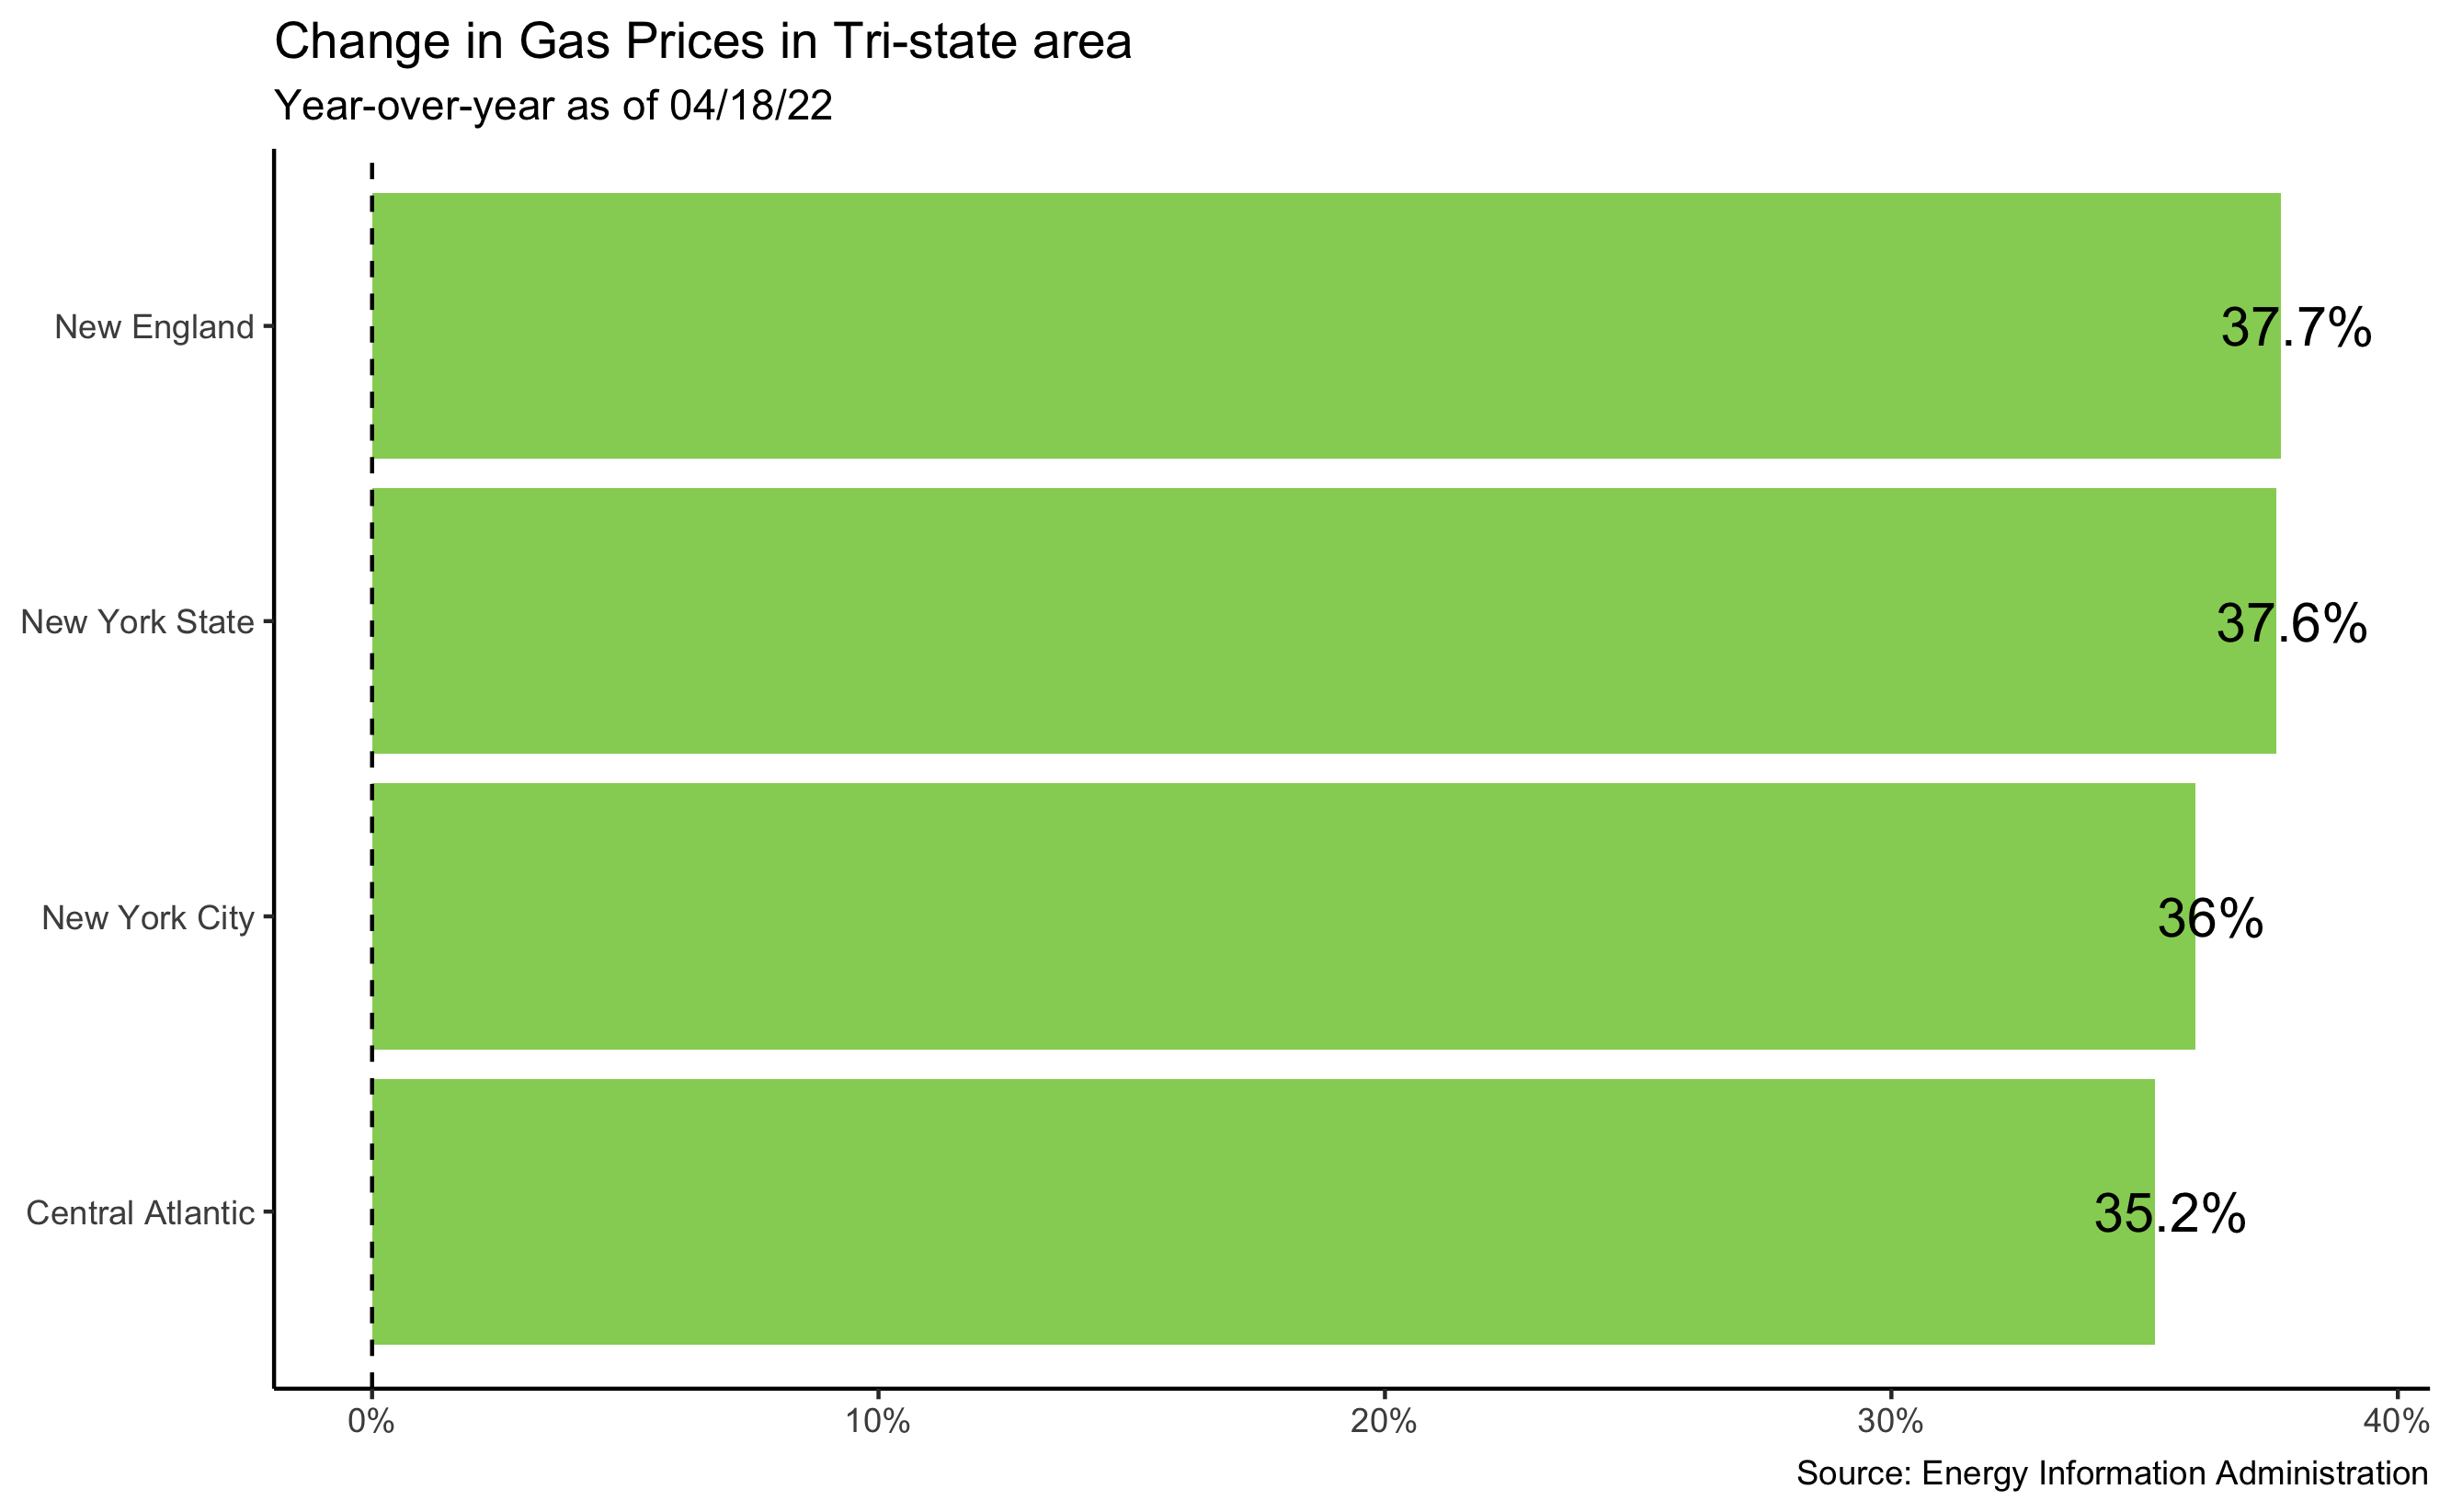 Change in Gas Prices in Tri-state area
Year-over-year as of 04/18/22
New England
37.7%
New York State
37.6%
New York City
36%
Central Atlantic
35.2%
0% 10% 20% 30% 40%
Source: Energy Information Administration